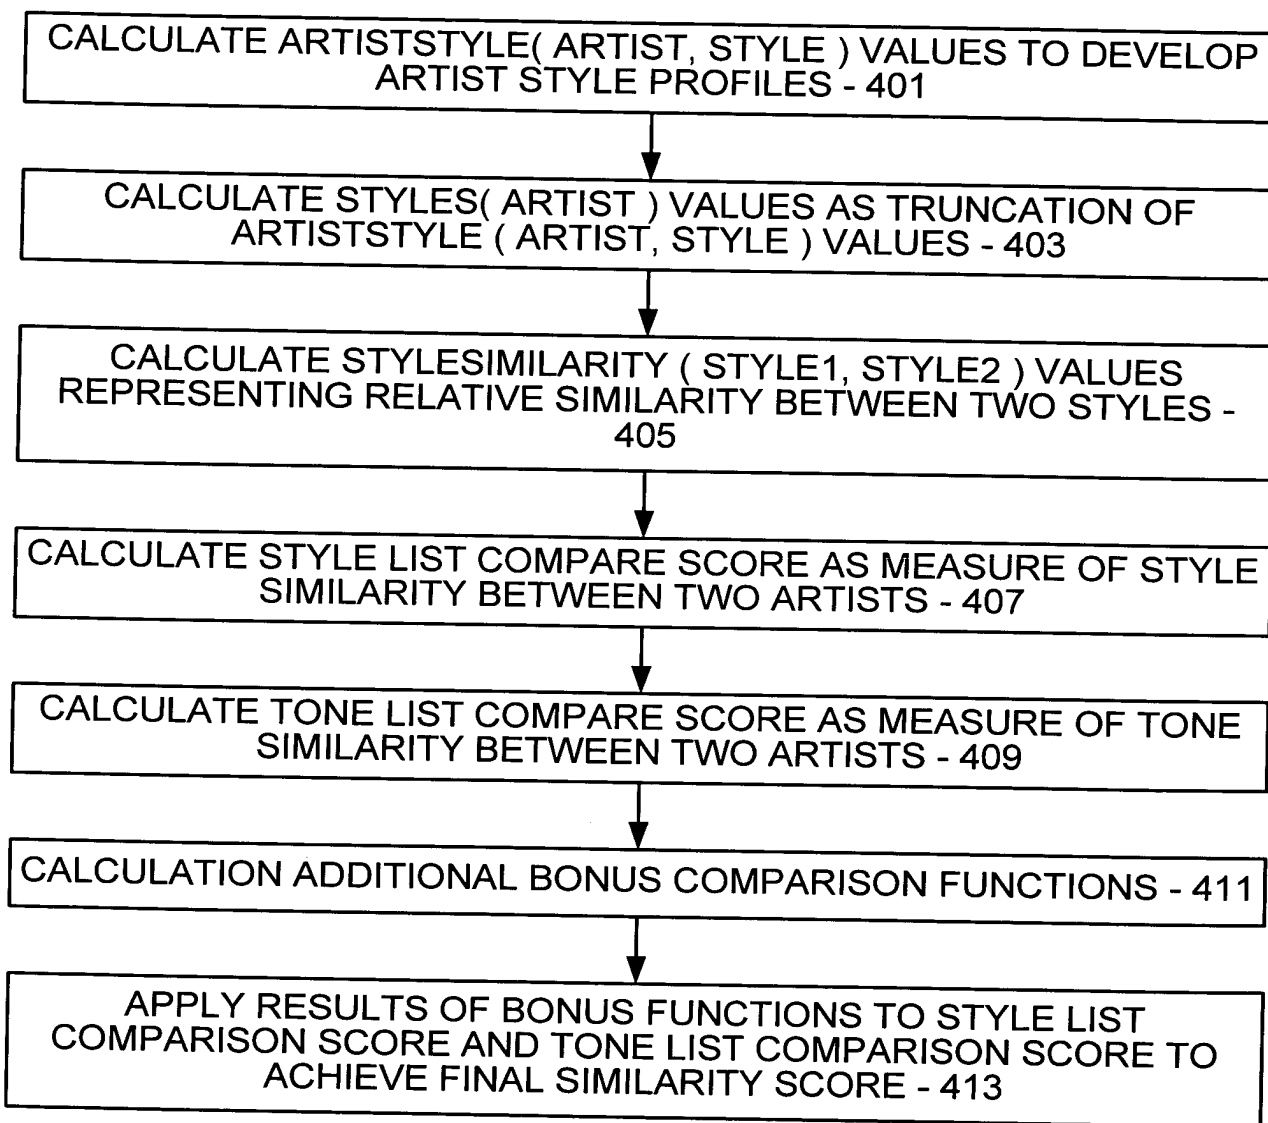 CALCULATE ARTISTSTYLE( ARTIST, STYLE ) VALUES TO DEVELOP
ARTIST STYLE PROFILES - 401
CALCULATE STYLES( ARTIST ) VALUES AS TRUNCATION OF
ARTISTSTYLE ( ARTIST, STYLE ) VALUES - 403
CALCULATE STYLESIMILARITY ( STYLE1, STYLE2 ) VALUES
REPRESENTING RELATIVE SIMILARITY BETWEEN TWO STYLES -
405
CALCULATE STYLE LIST COMPARE SCORE AS MEASURE OF STYLE
SIMILARITY BETWEEN TWO ARTISTS - 407
CALCULATE TONE LIST COMPARE SCORE AS MEASURE OF TONE
SIMILARITY BETWEEN TWO ARTISTS - 409
CALCULATION ADDITIONAL BONUS COMPARISON FUNCTIONS - 411
APPLY RESULTS OF BONUS FUNCTIONS TO STYLE LIST
COMPARISON SCORE AND TONE LIST COMPARISON SCORE TO
ACHIEVE FINAL SIMILARITY SCORE - 413